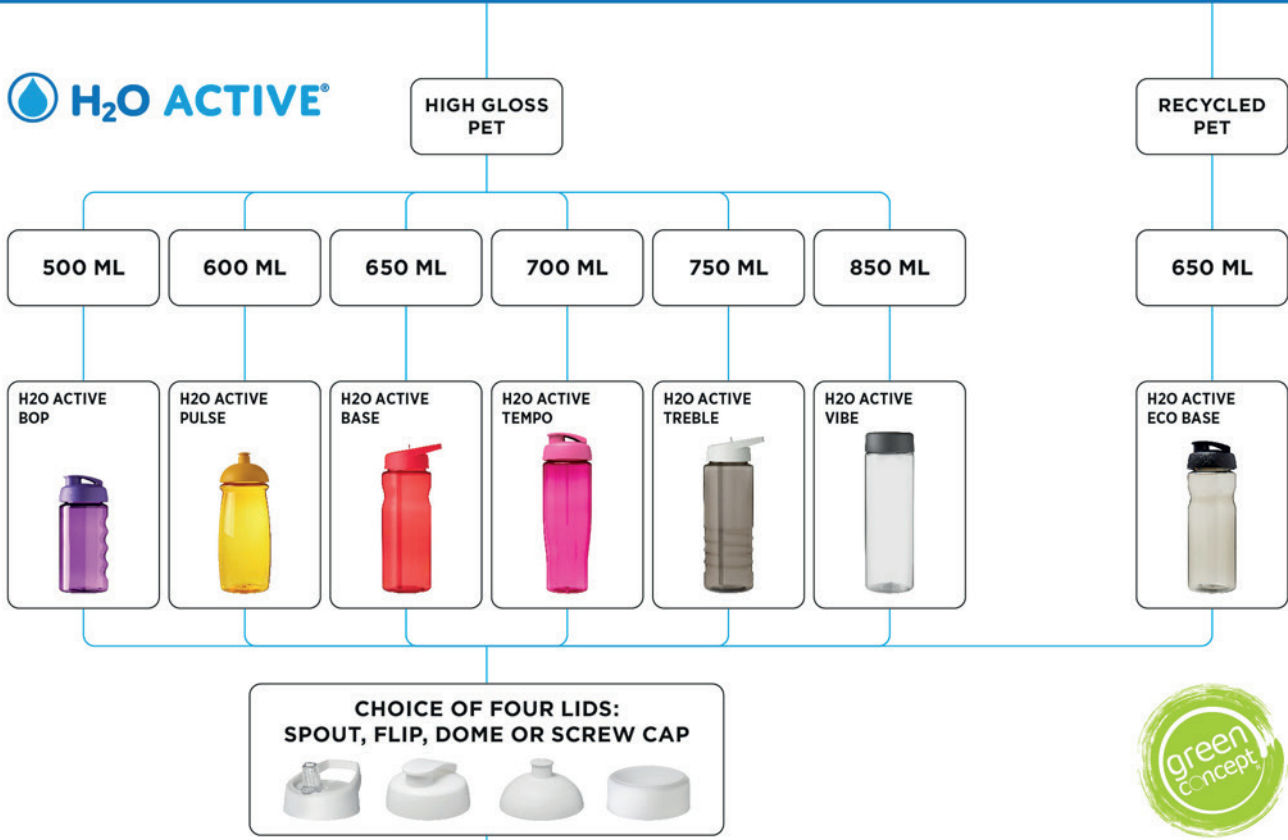 H2O ACTIVE®
HIGH GLOSS
PET
RECYCLED
PET
500 ML
600 ML
650 ML
700 ML
750 ML
850 ML
650 ML
H2O ACTIVE
BOP
H2O ACTIVE
PULSE
H2O ACTIVE
BASE
H2O ACTIVE
TEMPO
H2O ACTIVE
TREBLE
H2O ACTIVE
VIBE
H2O ACTIVE
ECO BASE
CHOICE OF FOUR LIDS:
SPOUT, FLIP, DOME OR SCREW CAP
green
concept